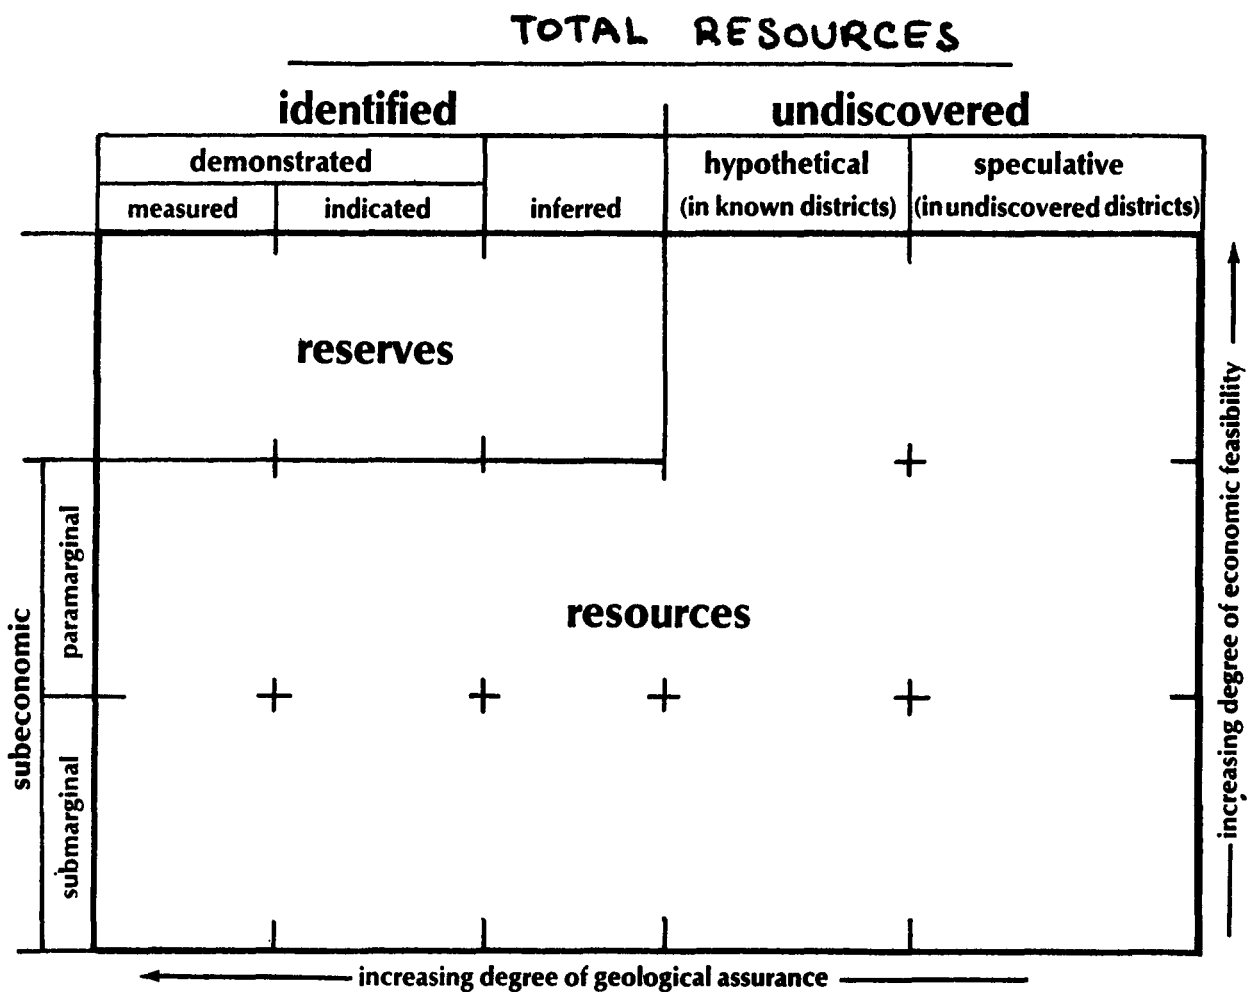 TOTAL RESOURCES
identified undiscovered
demonstrated
hypothetical speculative
measured indicated inferred (in known districts) (in undiscovered districts)
reserves
increasing degree of economic feasibility
subeconomic
paramarginal
resources
submarginal
increasing degree of geological assurance